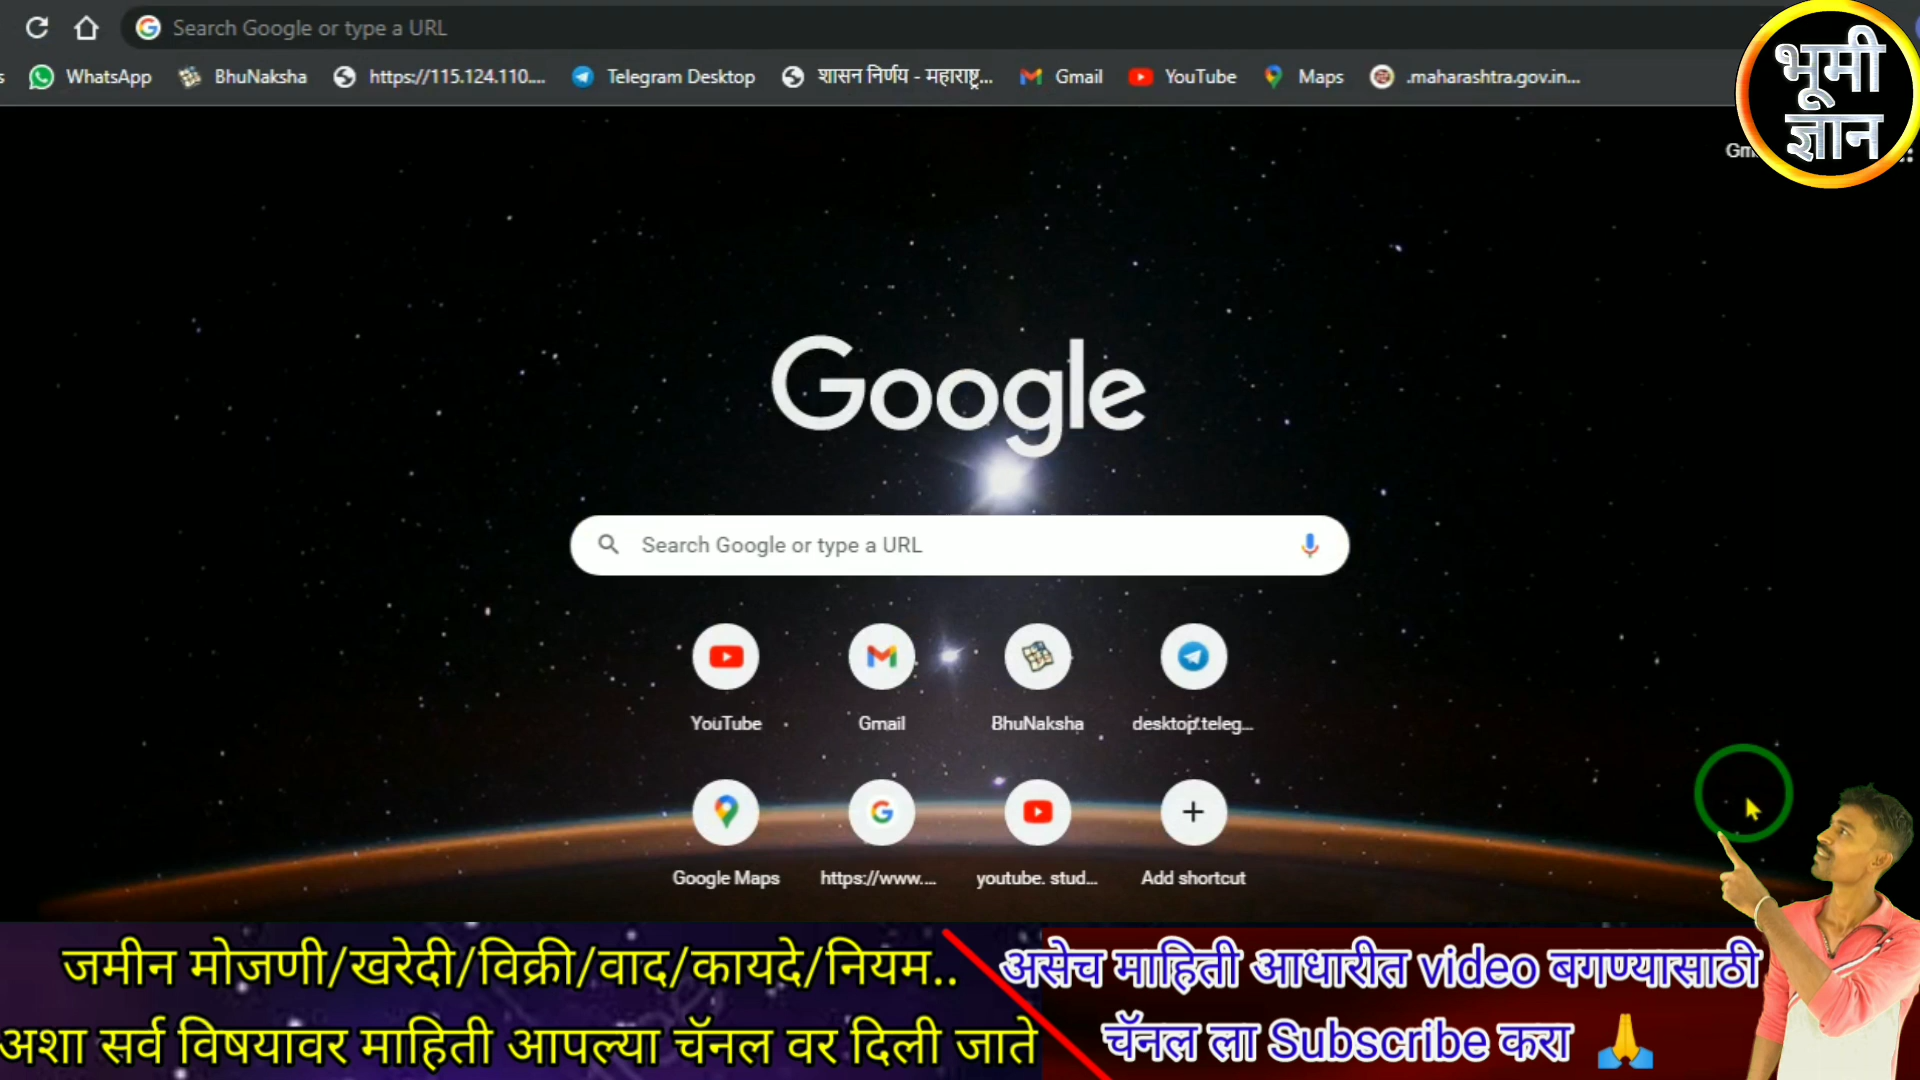 Search Google or type a URL
s WhatsApp BhuNaksha https://115.124.110.... Telegram Desktop शासन निर्णय - महाराष्ट्र... Gmail YouTube Maps .maharashtra.gov.in...
भूमी
ज्ञान
Gm
Google
Search Google or type a URL
YouTube Gmail BhuNaksha desktop.teleg...
Google Maps https://www.... youtube. stud... Add shortcut
जमीन मोजणी/खरेदी/विक्री/वाद/कायदे/नियम..
अशा सर्व विषयावर माहिती आपल्या चॅनल वर दिली जाते
असेच माहिती आधारीत video बगण्यासाठी
चॅनल ला Subscribe करा 🙏